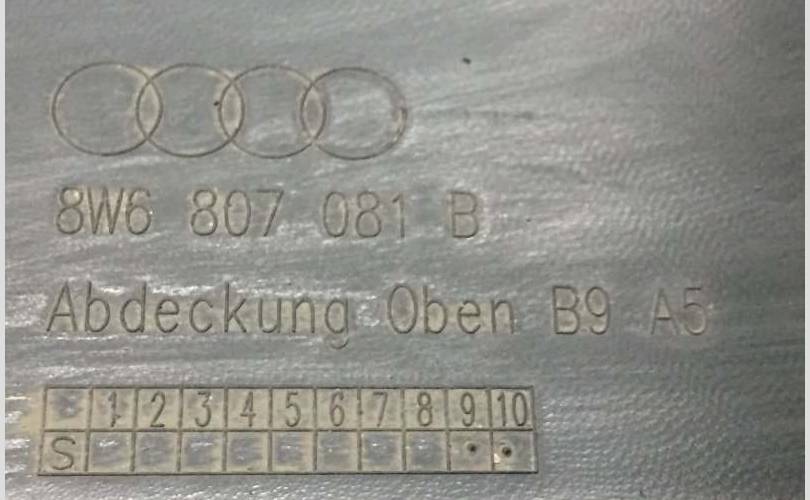 8W6 807 081 B
Abdeckung Oben B9 A5
1 2 3 4 5 6 7 8 9 10
S